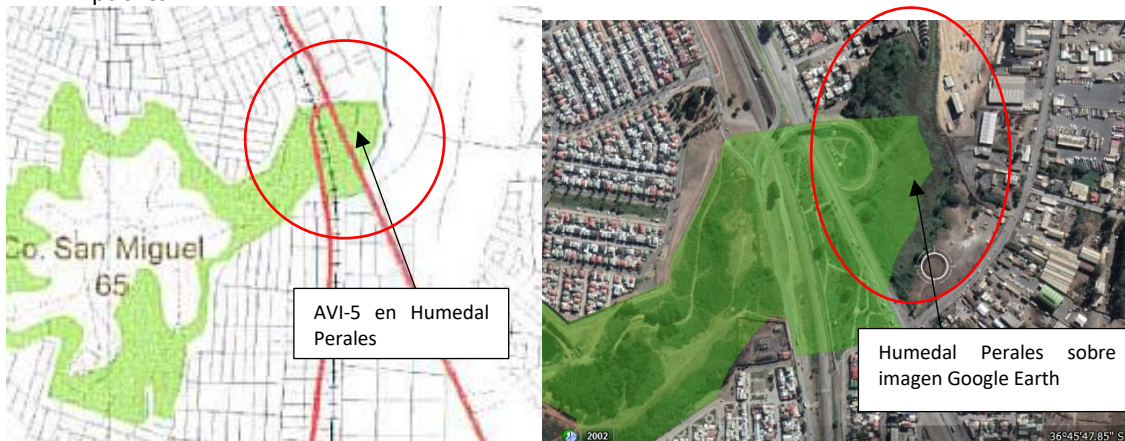 Co. San Miguel
65
AVI-5 en Humedal
Perales
Humedal Perales sobre
imagen Google Earth
2002
36°45'47.85" S